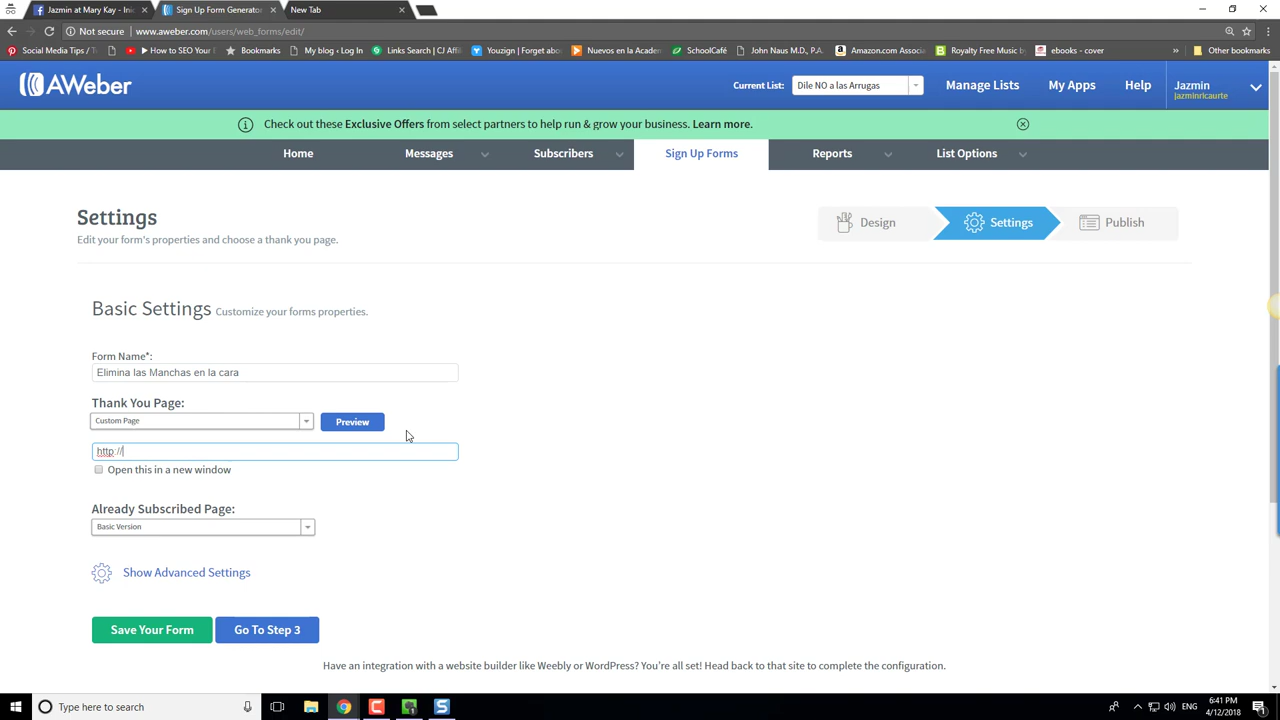 Jazmin at Mary Kay - Inic
Sign Up Form Generator
New Tab
Not secure www.aweber.com/users/web_forms/edit/
Social Media Tips / To
How to SEO Your
Bookmarks
My blog ‹ Log In
Links Search | CJ Affil
Youzign | Forget abou
Nuevos en la Academ
SchoolCafé
John Naus M.D., P.A.
Amazon.com Associa
Royalty Free Music by
ebooks - cover
»
Other bookmarks
AWeber
Current List:
Dile NO a las Arrugas
Manage Lists
My Apps
Help
Jazmin
jazminricaurte
Check out these Exclusive Offers from select partners to help run & grow your business. Learn more.
Home
Messages
Subscribers
Sign Up Forms
Reports
List Options
Settings
Edit your form's properties and choose a thank you page.
Design
Settings
Publish
Basic Settings Customize your forms properties.
Form Name*:
Elimina las Manchas en la cara
Thank You Page:
Custom Page
Preview
http://
Open this in a new window
Already Subscribed Page:
Basic Version
Show Advanced Settings
Save Your Form
Go To Step 3
Have an integration with a website builder like Weebly or WordPress? You're all set! Head back to that site to complete the configuration.
Type here to search
ENG
6:41 PM
4/12/2018